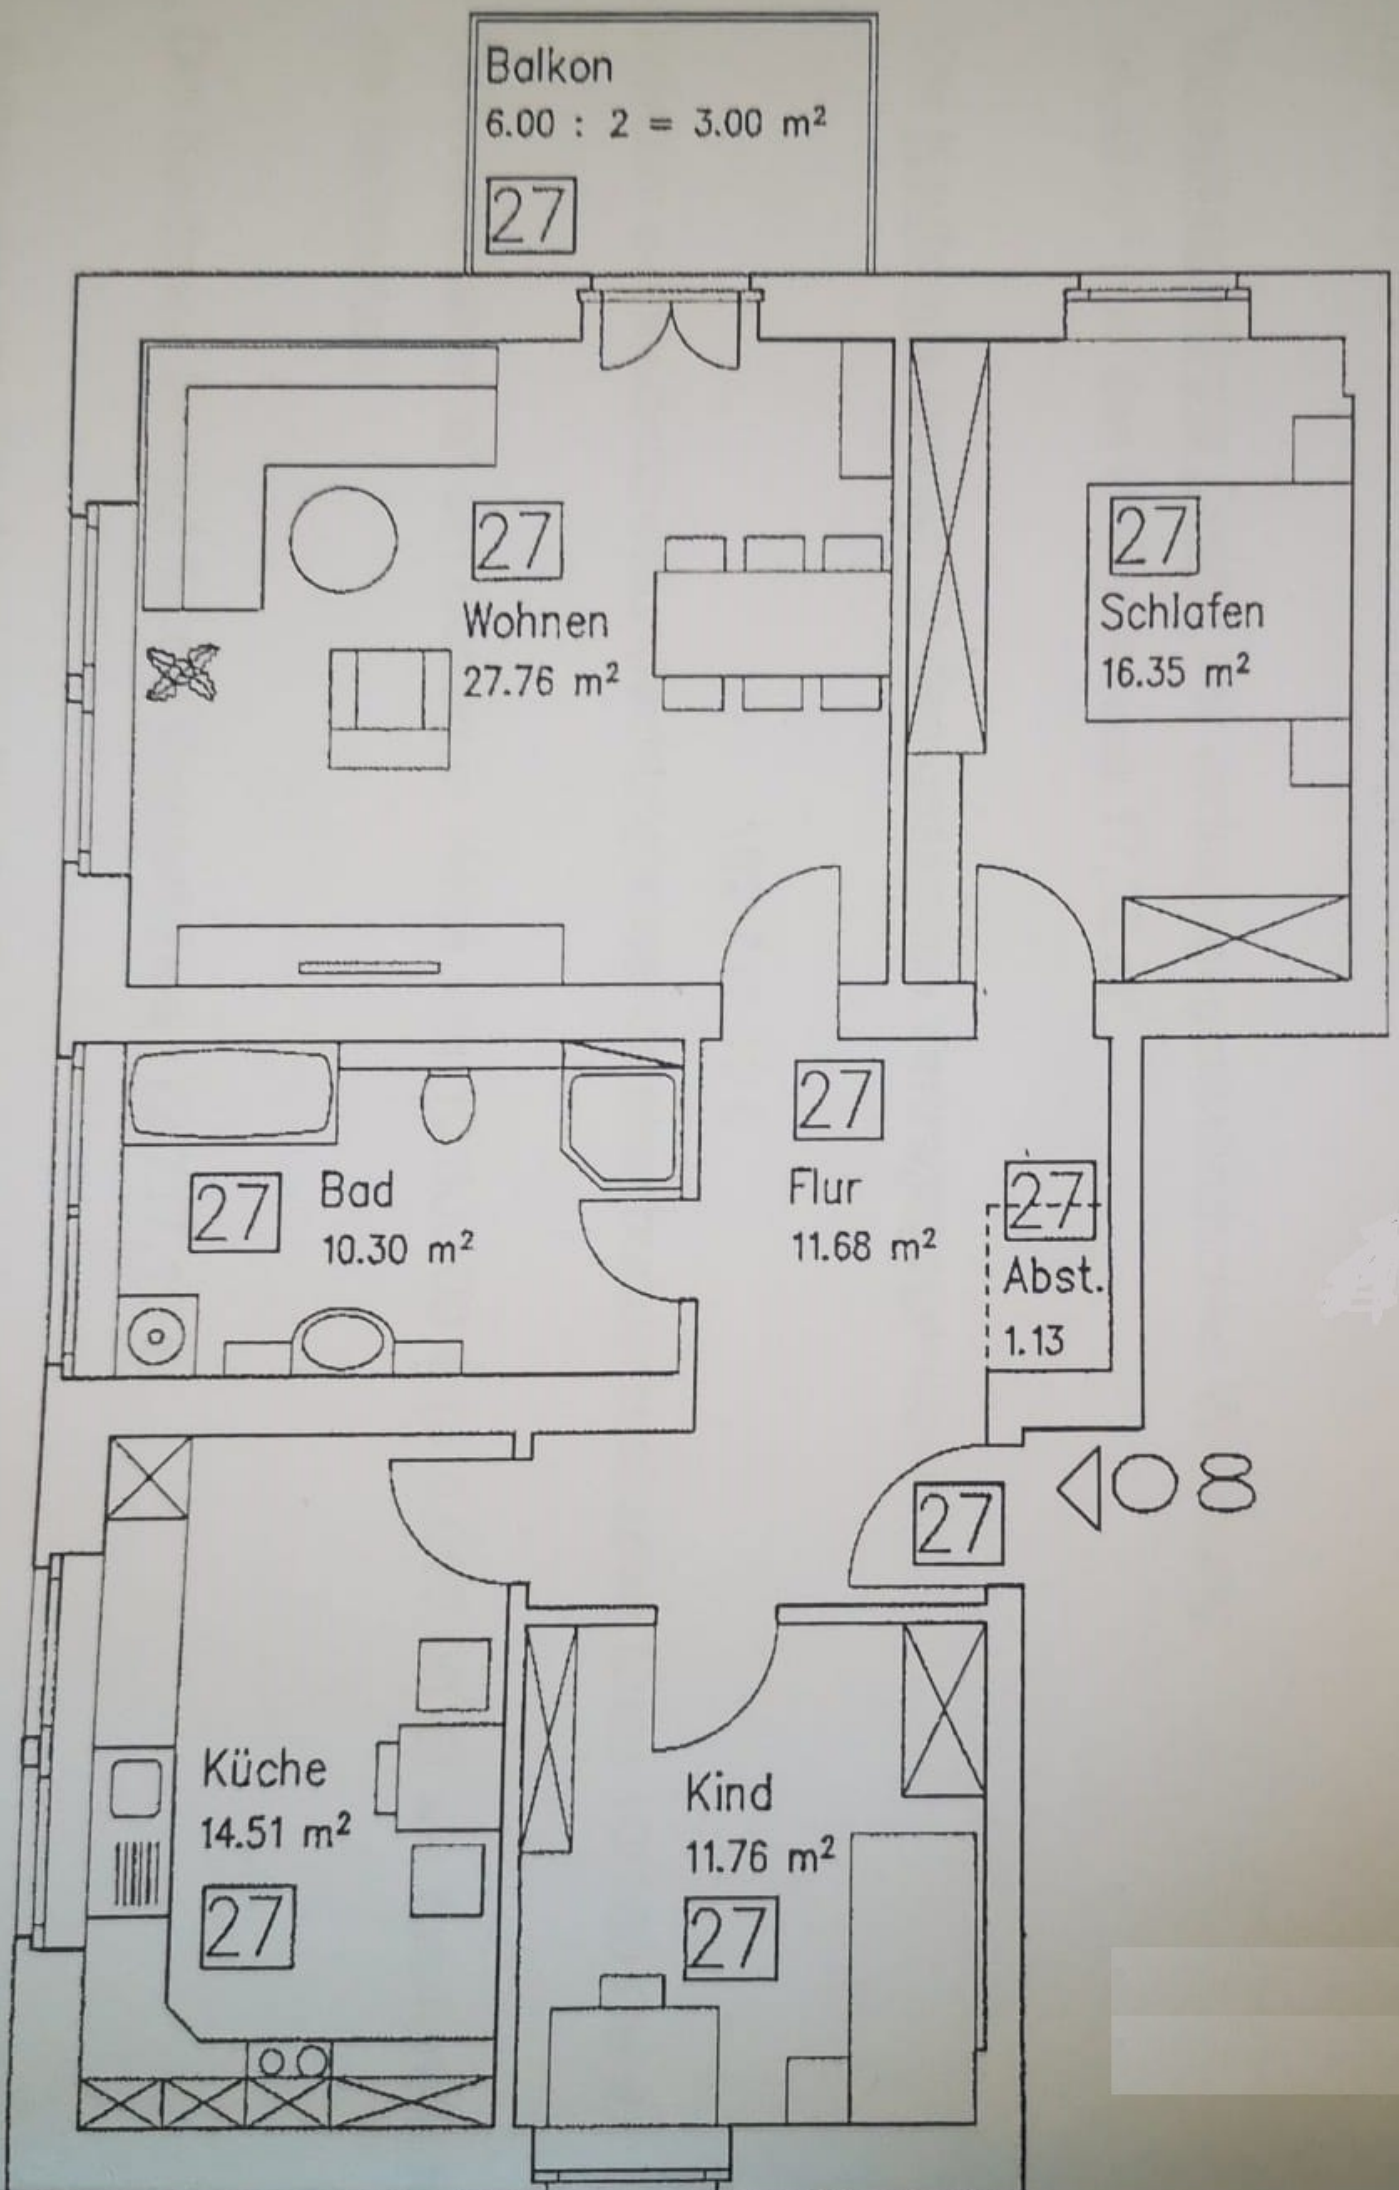 Balkon
6.00 : 2 = 3.00 m²
27
27
Wohnen
27.76 m²
27
Schlafen
16.35 m²
27
Flur
11.68 m²
27
Abst.
1.13
27
Bad
10.30 m²
27
08
Küche
14.51 m²
27
Kind
11.76 m²
27